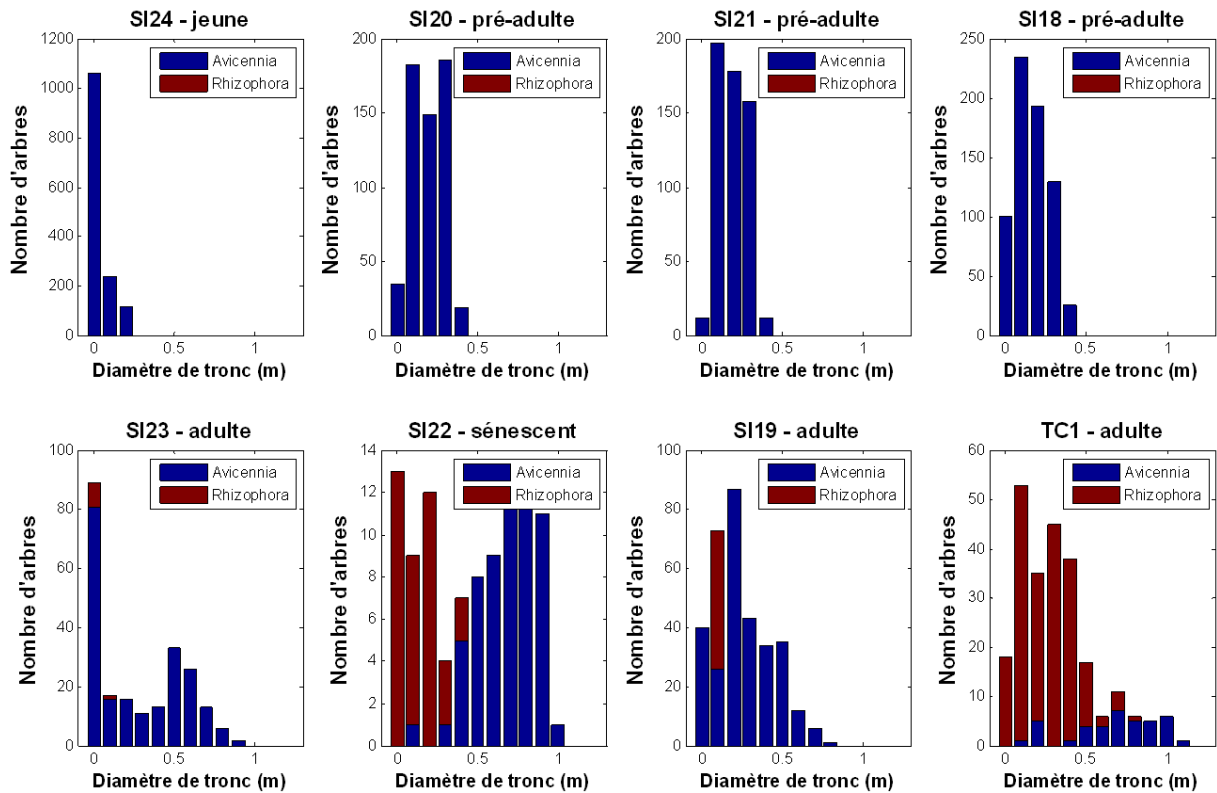 SI24 - jeune
1200
1000
800
600
400
200
0
Nombre d'arbres
Avicennia
Rhizophora
0 0.5 1
Diamètre de tronc (m)
SI20 - pré-adulte
200
150
100
50
0
Nombre d'arbres
Avicennia
Rhizophora
0 0.5 1
Diamètre de tronc (m)
SI21 - pré-adulte
200
150
100
50
0
Nombre d'arbres
Avicennia
Rhizophora
0 0.5 1
Diamètre de tronc (m)
SI18 - pré-adulte
250
200
150
100
50
0
Nombre d'arbres
Avicennia
Rhizophora
0 0.5 1
Diamètre de tronc (m)
SI23 - adulte
100
80
60
40
20
0
Nombre d'arbres
Avicennia
Rhizophora
0 0.5 1
Diamètre de tronc (m)
SI22 - sénescent
14
12
10
8
6
4
2
0
Nombre d'arbres
Avicennia
Rhizophora
0 0.5 1
Diamètre de tronc (m)
SI19 - adulte
100
80
60
40
20
0
Nombre d'arbres
Avicennia
Rhizophora
0 0.5 1
Diamètre de tronc (m)
TC1 - adulte
60
50
40
30
20
10
0
Nombre d'arbres
Avicennia
Rhizophora
0 0.5 1
Diamètre de tronc (m)